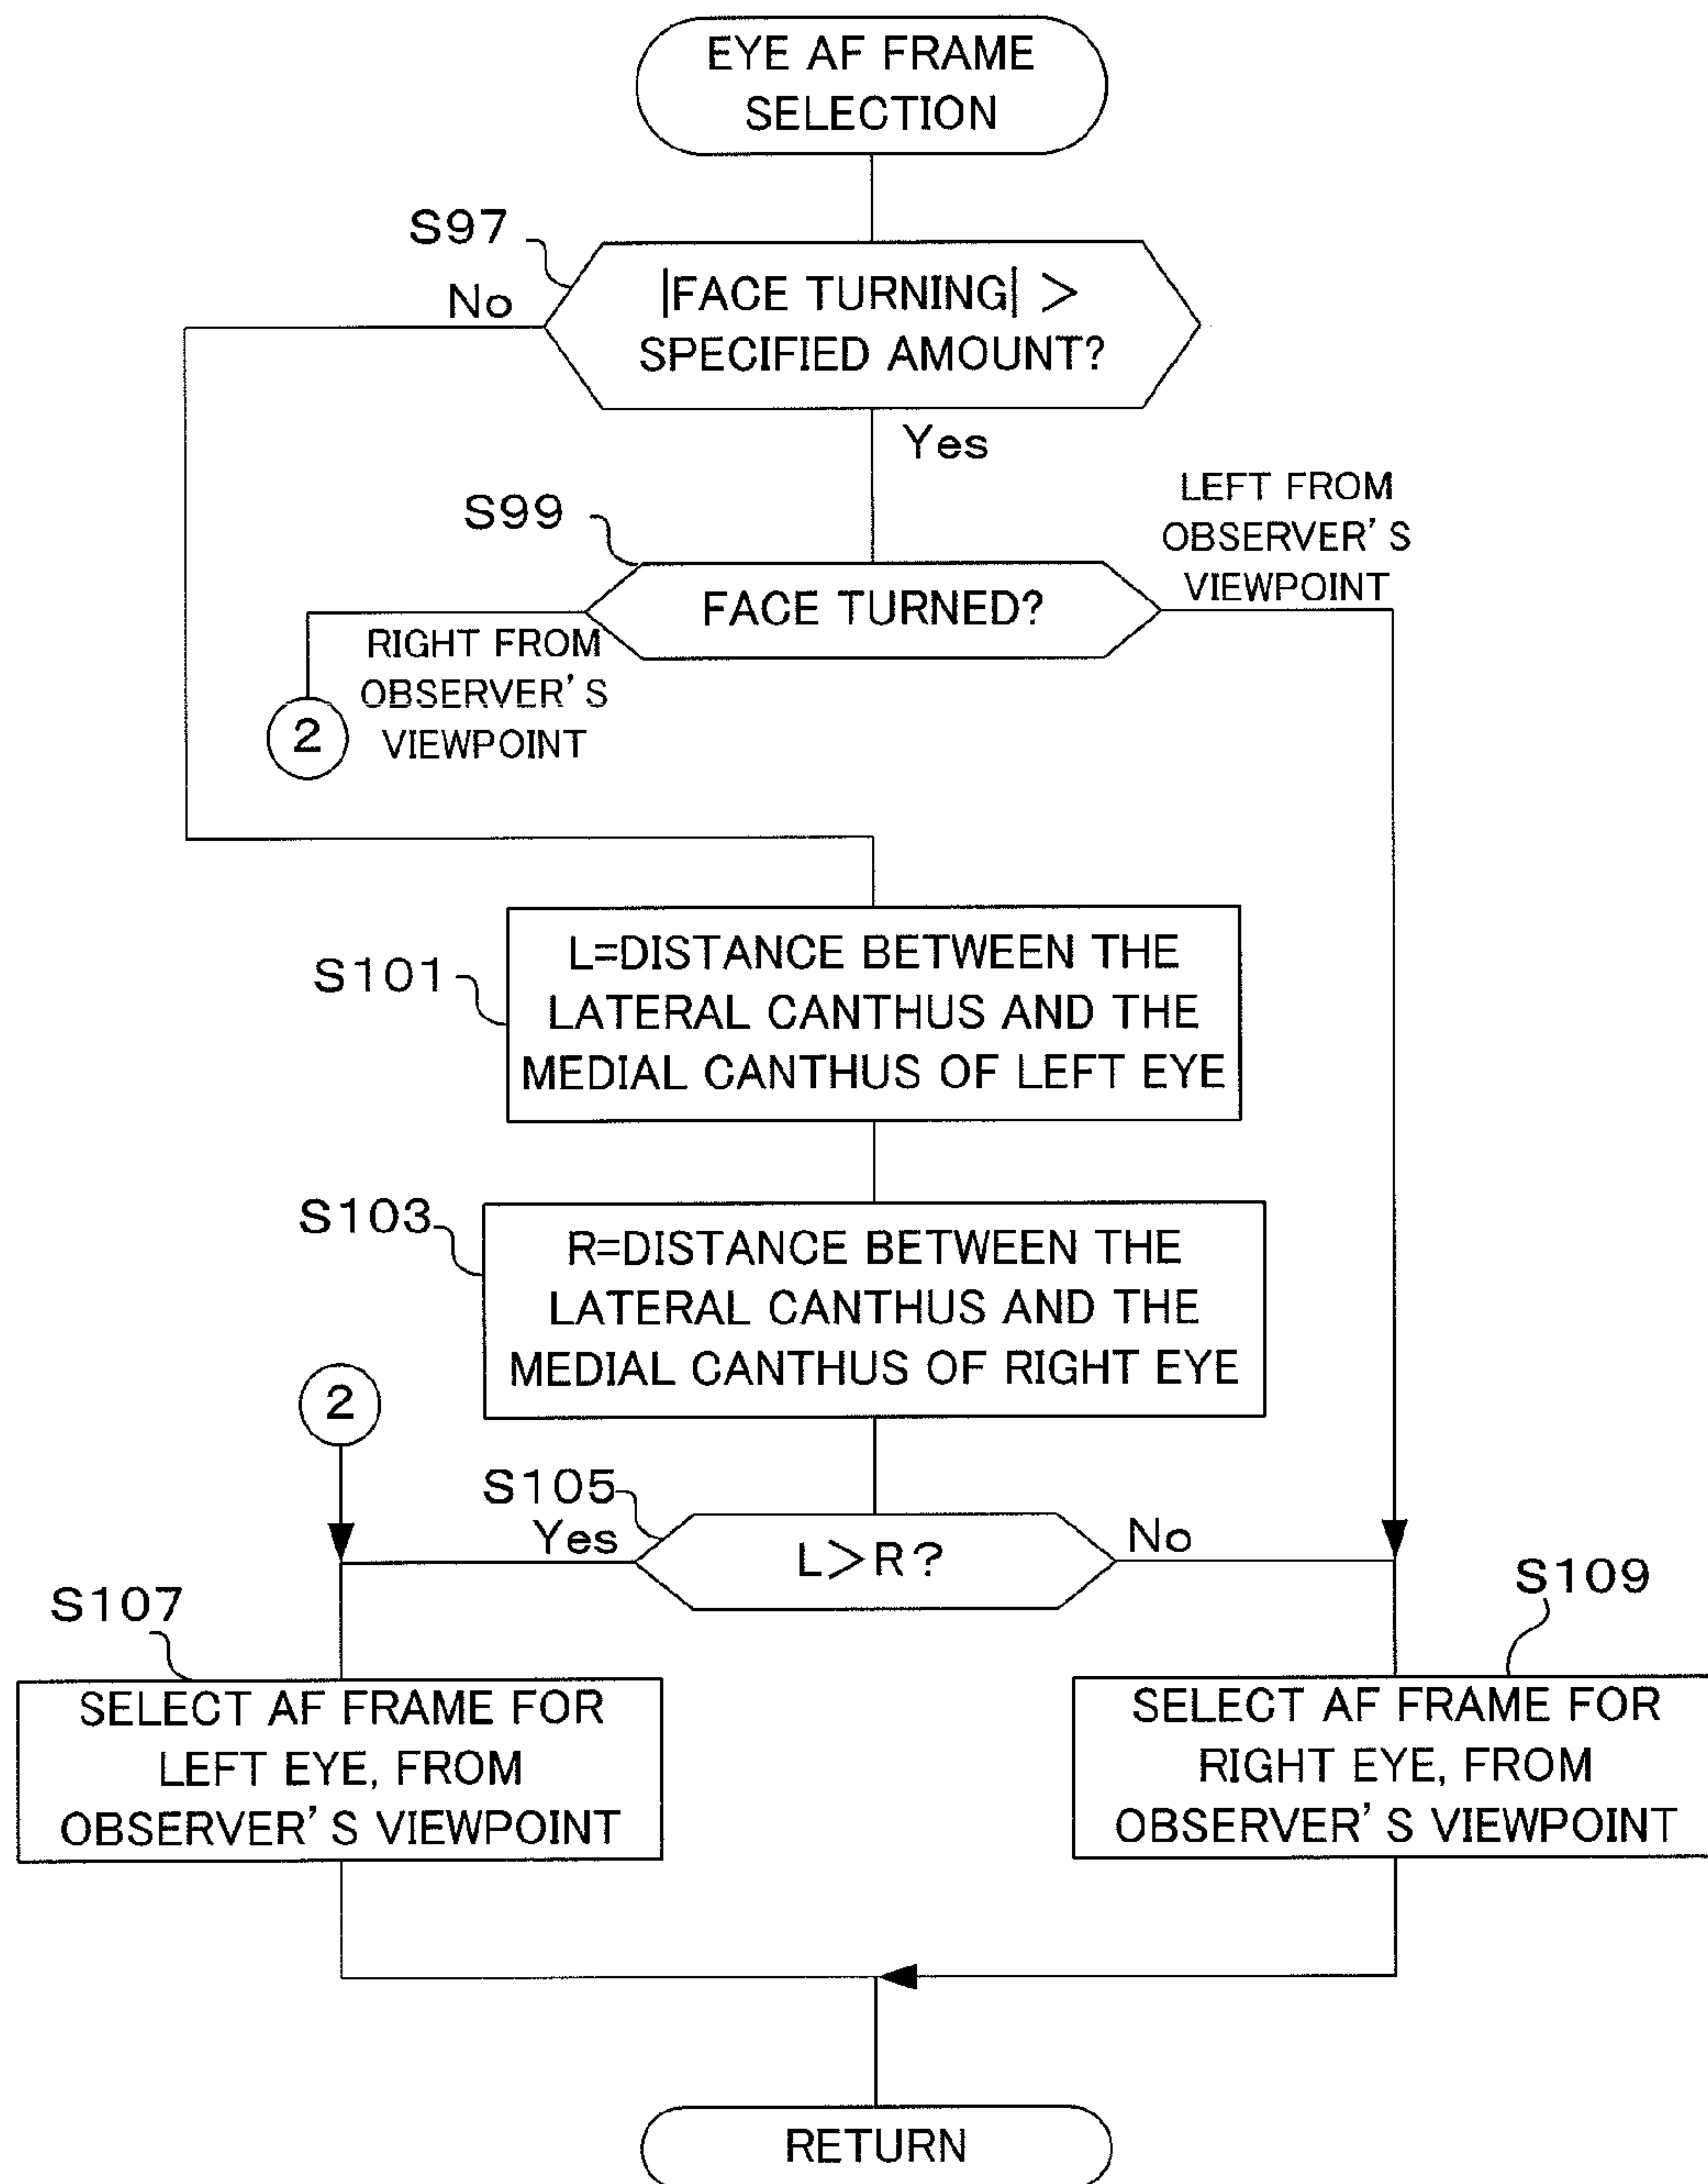 EYE AF FRAME
SELECTION
S97
No
|FACE TURNING| >
SPECIFIED AMOUNT?
Yes
S99
LEFT FROM
OBSERVER'S
VIEWPOINT
FACE TURNED?
RIGHT FROM
OBSERVER'S
VIEWPOINT
2
S101
L=DISTANCE BETWEEN THE
LATERAL CANTHUS AND THE
MEDIAL CANTHUS OF LEFT EYE
S103
R=DISTANCE BETWEEN THE
LATERAL CANTHUS AND THE
MEDIAL CANTHUS OF RIGHT EYE
2
S105
Yes
L>R?
No
S107
SELECT AF FRAME FOR
LEFT EYE, FROM
OBSERVER'S VIEWPOINT
S109
SELECT AF FRAME FOR
RIGHT EYE, FROM
OBSERVER'S VIEWPOINT
RETURN